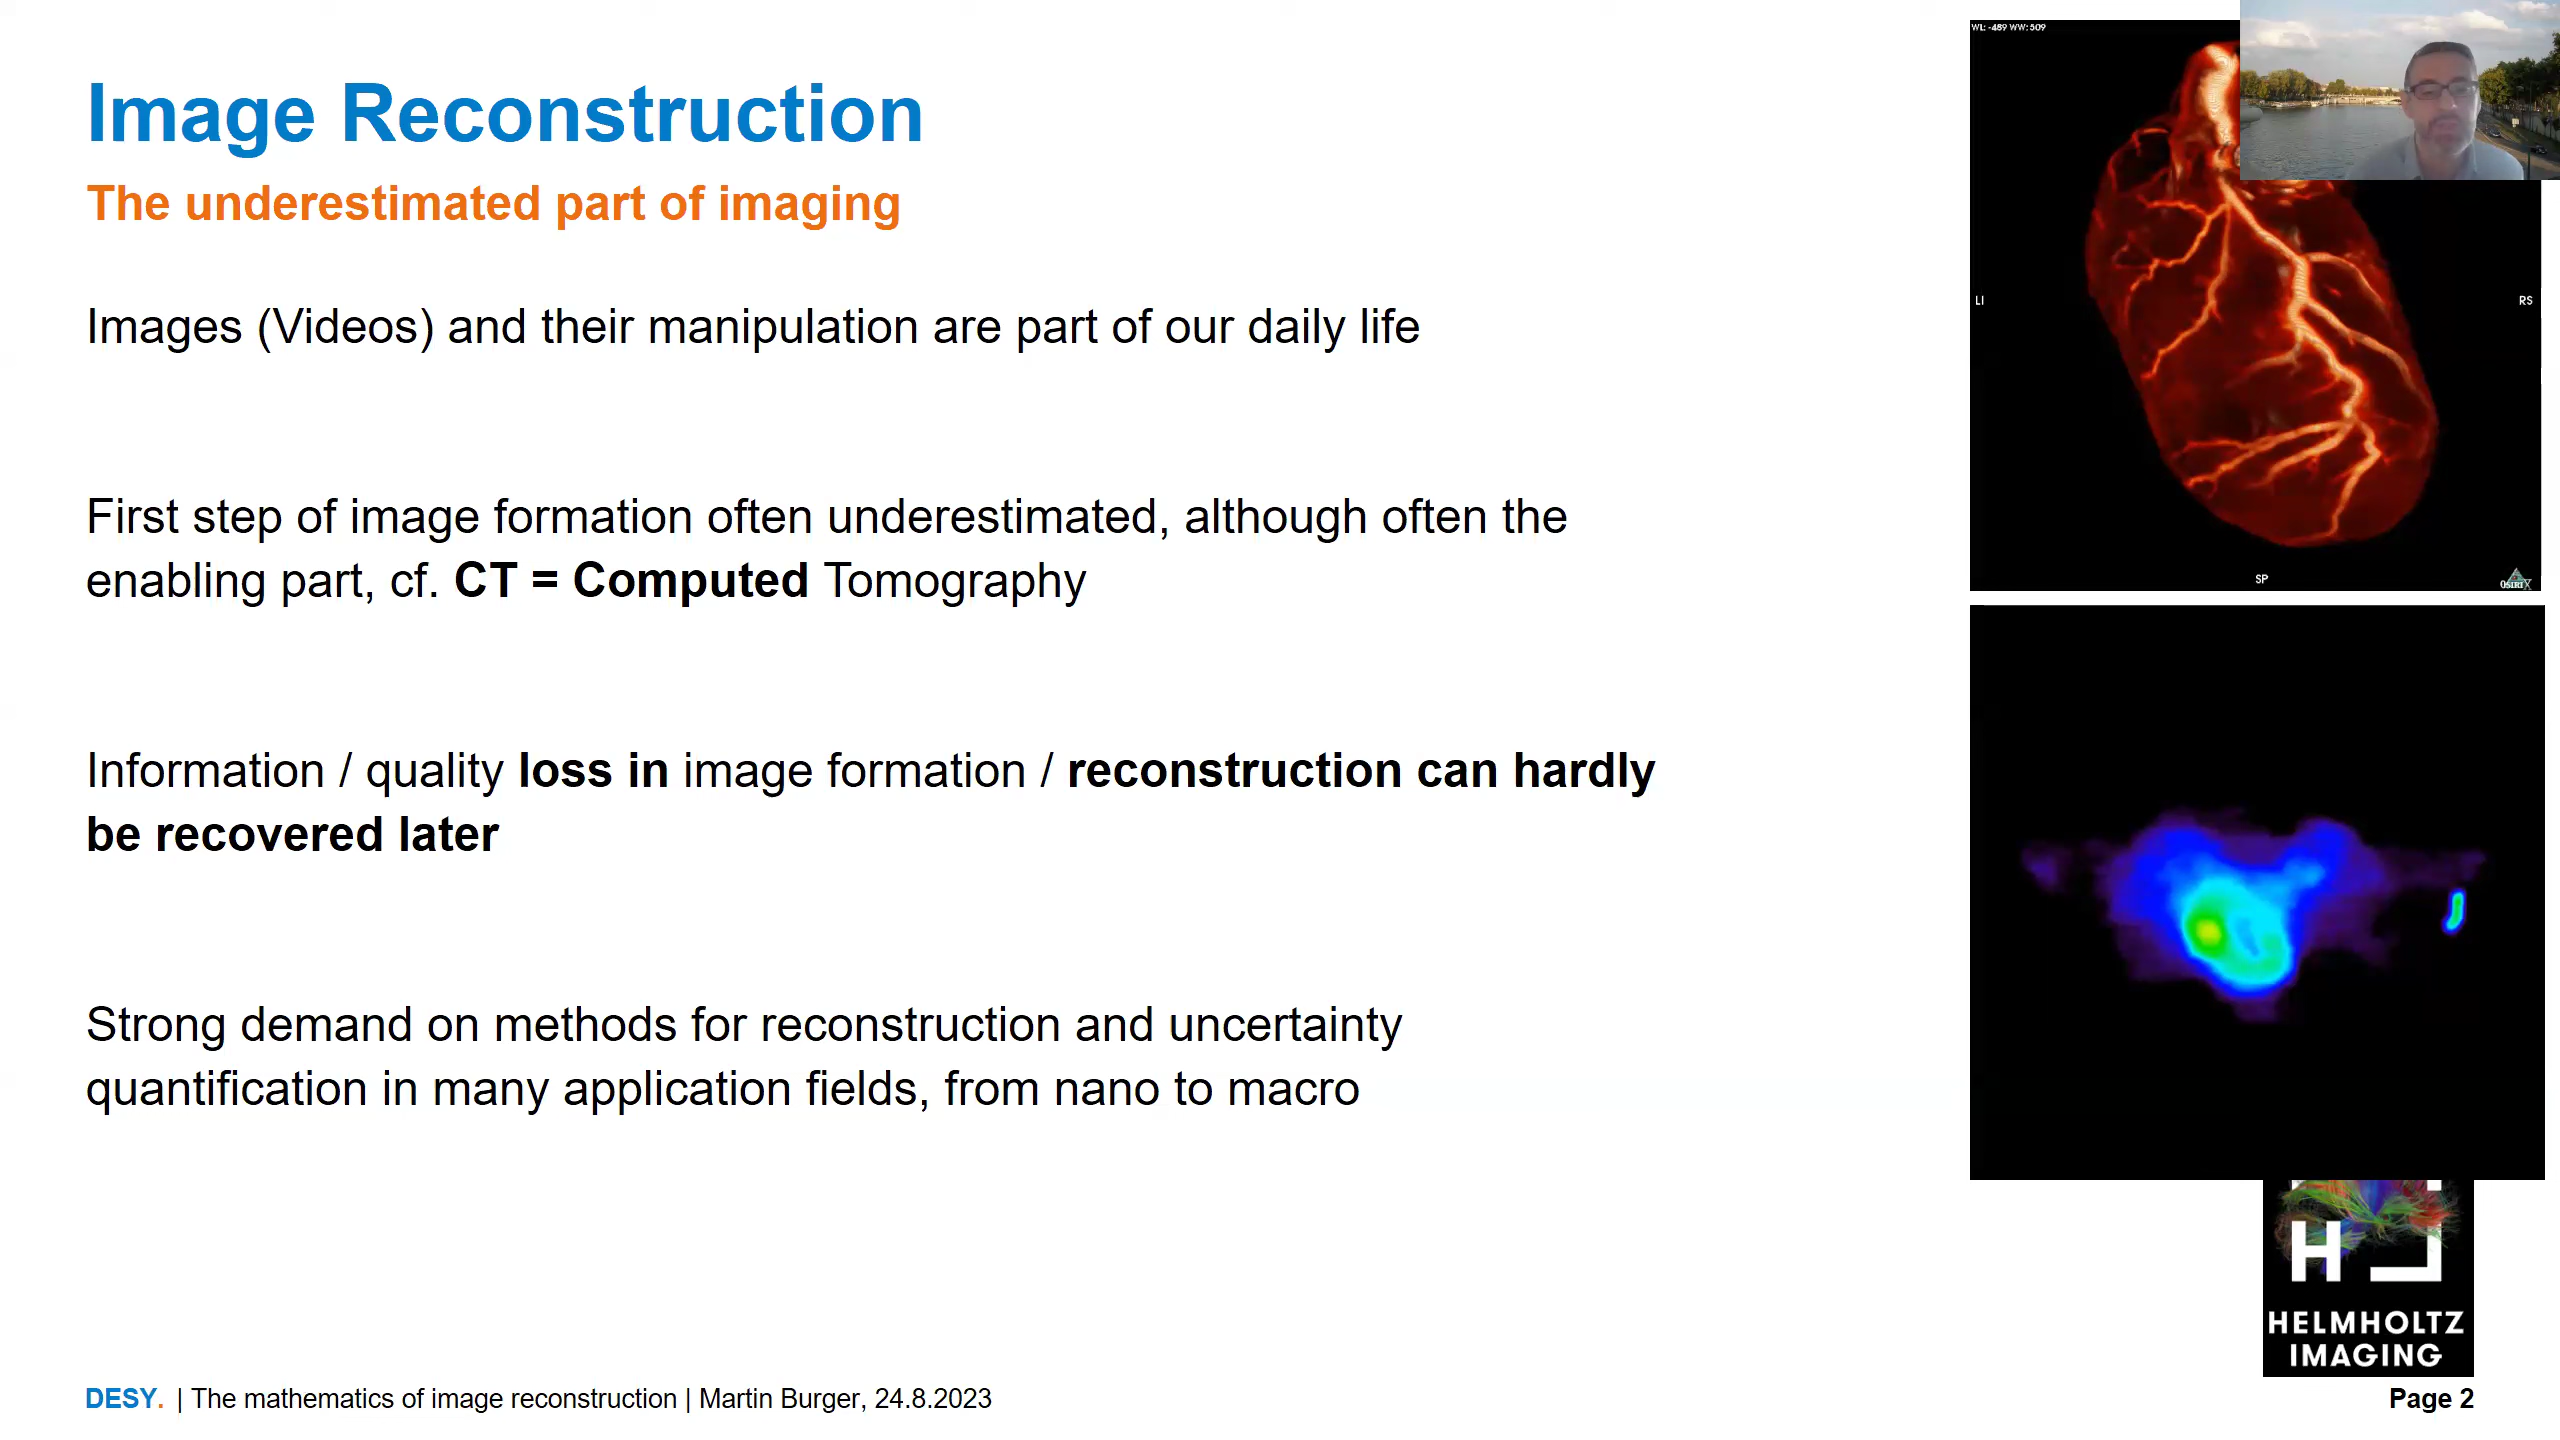 Image Reconstruction
The underestimated part of imaging
Images (Videos) and their manipulation are part of our daily life
First step of image formation often underestimated, although often the
enabling part, cf. CT = Computed Tomography
Information / quality loss in image formation / reconstruction can hardly
be recovered later
Strong demand on methods for reconstruction and uncertainty
quantification in many application fields, from nano to macro
WL: -489 WW: 509
LI
RS
SP
OsiriX
H
HELMHOLTZ
IMAGING
DESY. | The mathematics of image reconstruction | Martin Burger, 24.8.2023
Page 2